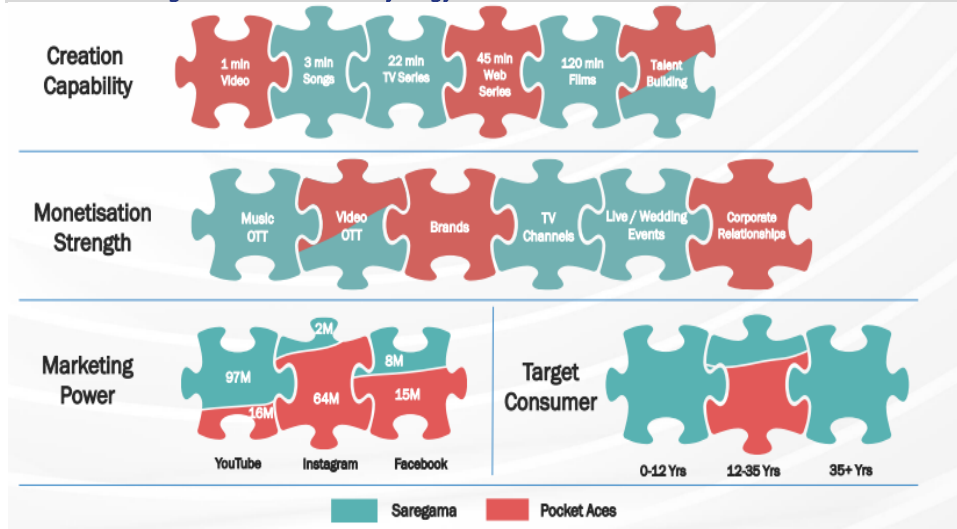 Creation
Capability
1 min
Video
3 min
Songs
22 min
TV Series
45 min
Web
Series
120 min
Films
Talent
Building
Monetisation
Strength
Music
OTT
Video
OTT
Brands
TV
Channels
Live / Wedding
Events
Corporate
Relationships
Marketing
Power
97M
16M
2M
64M
8M
15M
YouTube
Instagram
Facebook
Target
Consumer
0-12 Yrs
12-35 Yrs
35+ Yrs
Saregama
Pocket Aces